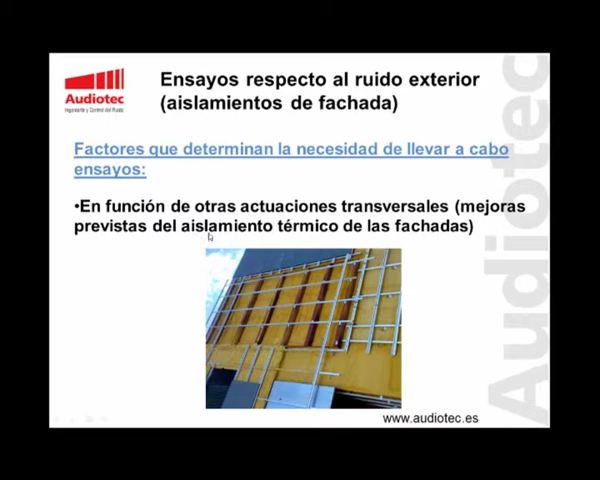 Ensayos respecto al ruido exterior
(aislamientos de fachada)
Audiotec
Ingeniería y Control del Ruido
Factores que determinan la necesidad de llevar a cabo
ensayos:
•En función de otras actuaciones transversales (mejoras
previstas del aislamiento térmico de las fachadas)
Audiotec
www.audiotec.es